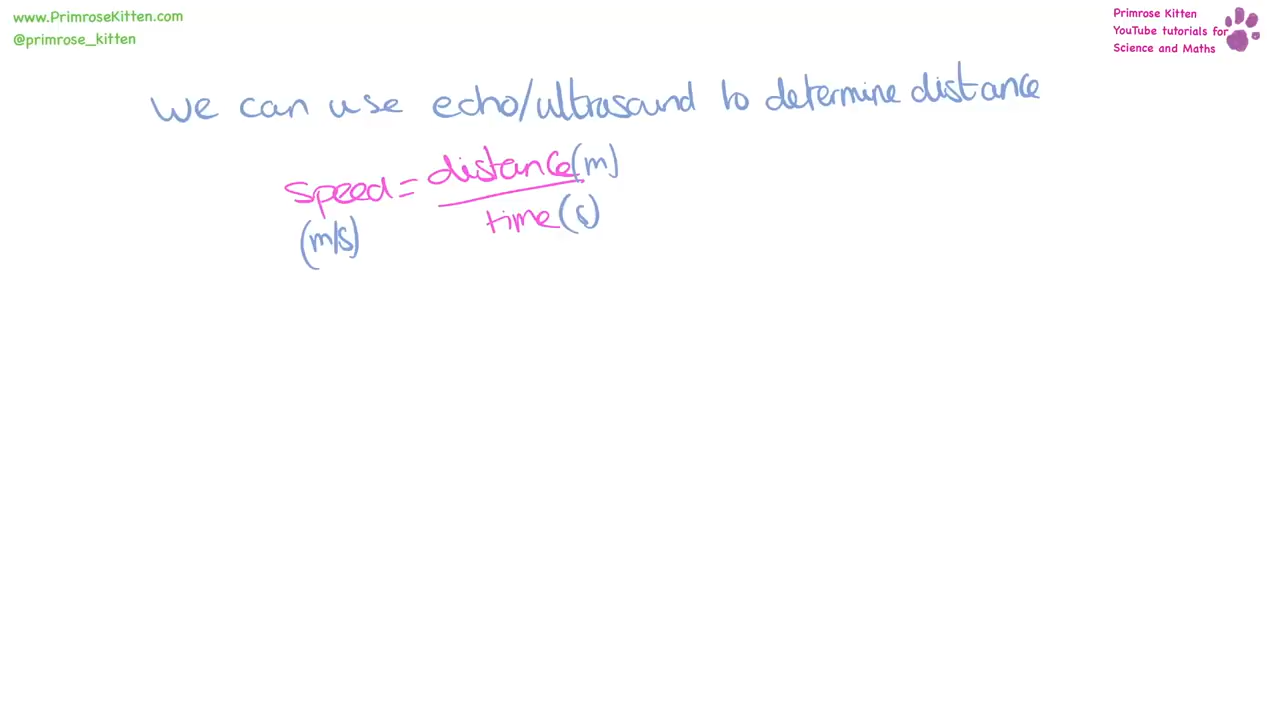 www.PrimroseKitten.com
@primrose_kitten
Primrose Kitten
YouTube tutorials for
Science and Maths
We can use echo/ultrasound to determine distance
speed = distance (m)
time (s)
(m/s)